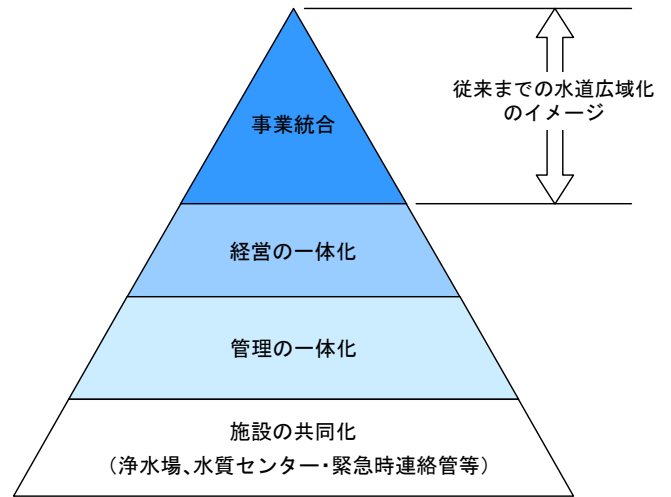 事業統合
従来までの水道広域化
のイメージ
経営の一体化
管理の一体化
施設の共同化
（浄水場、水質センター・緊急時連絡管等）